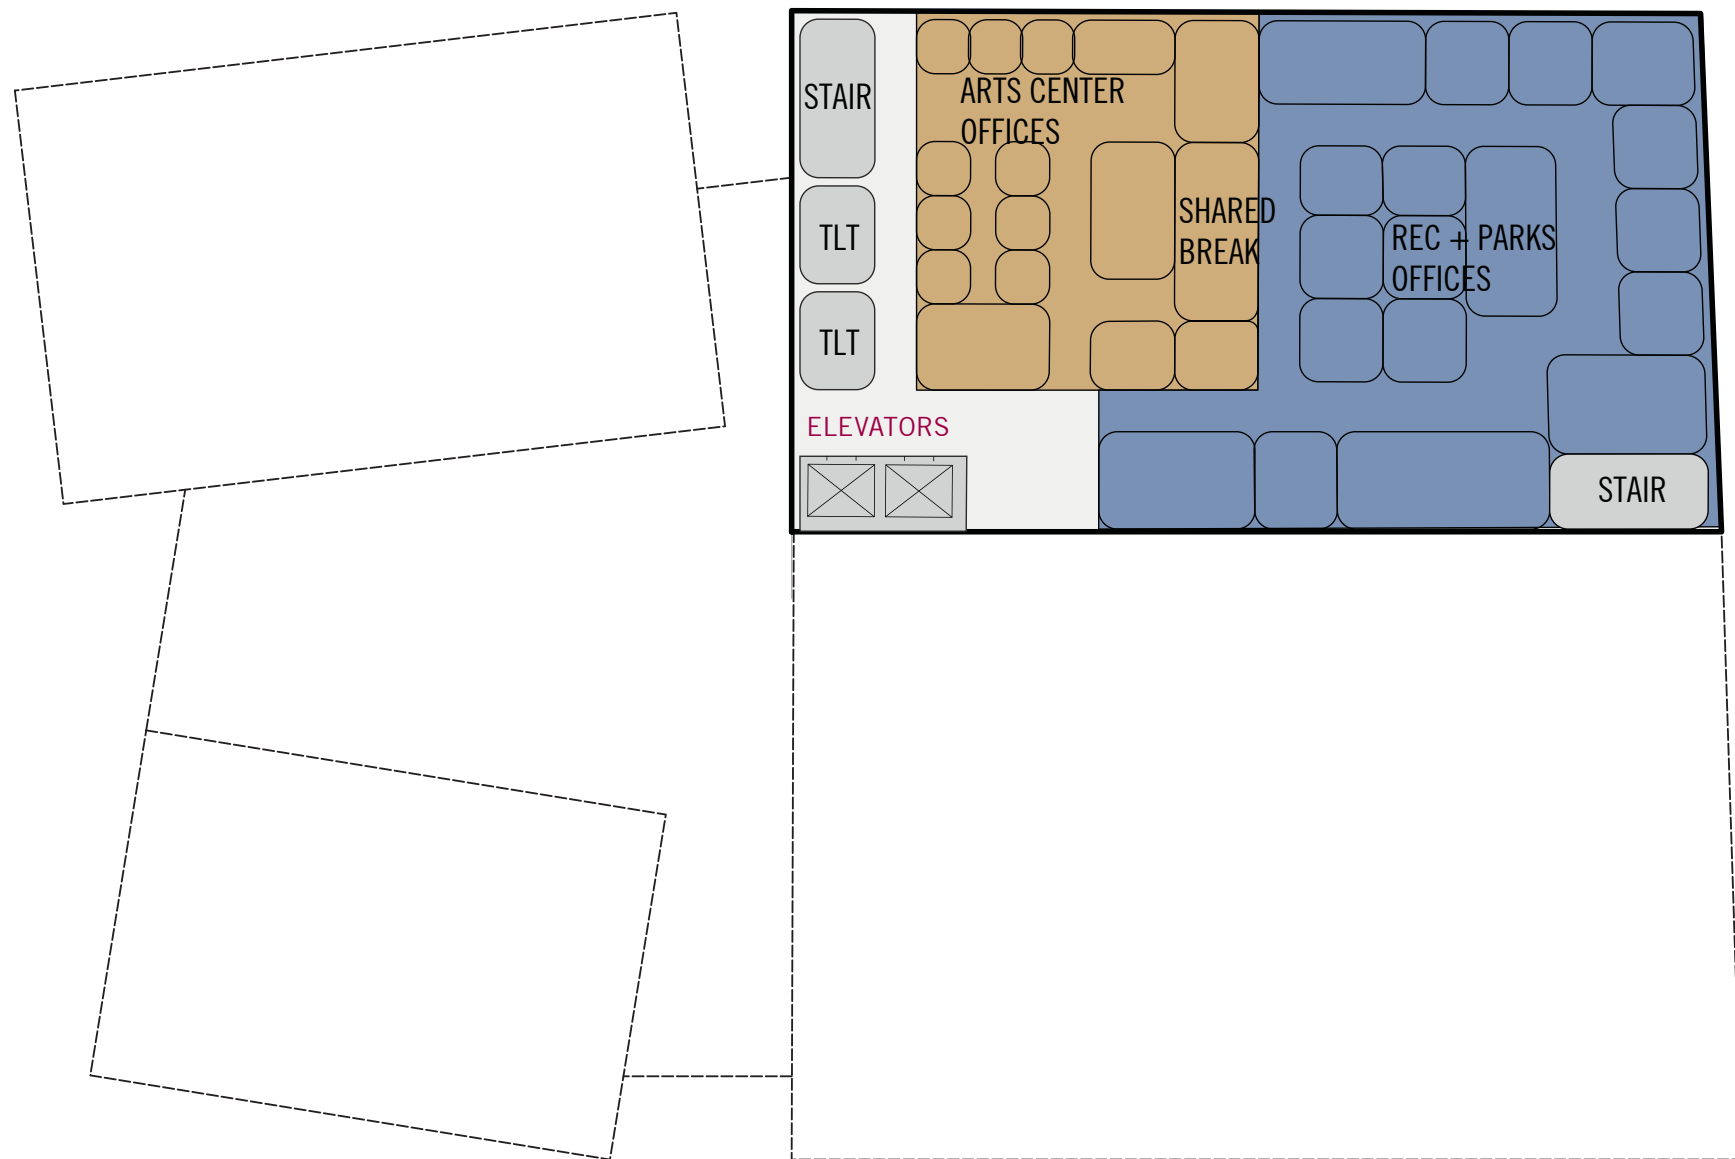 STAIR
ARTS CENTER
OFFICES
TLT
SHARED
BREAK
REC + PARKS
OFFICES
TLT
ELEVATORS
STAIR